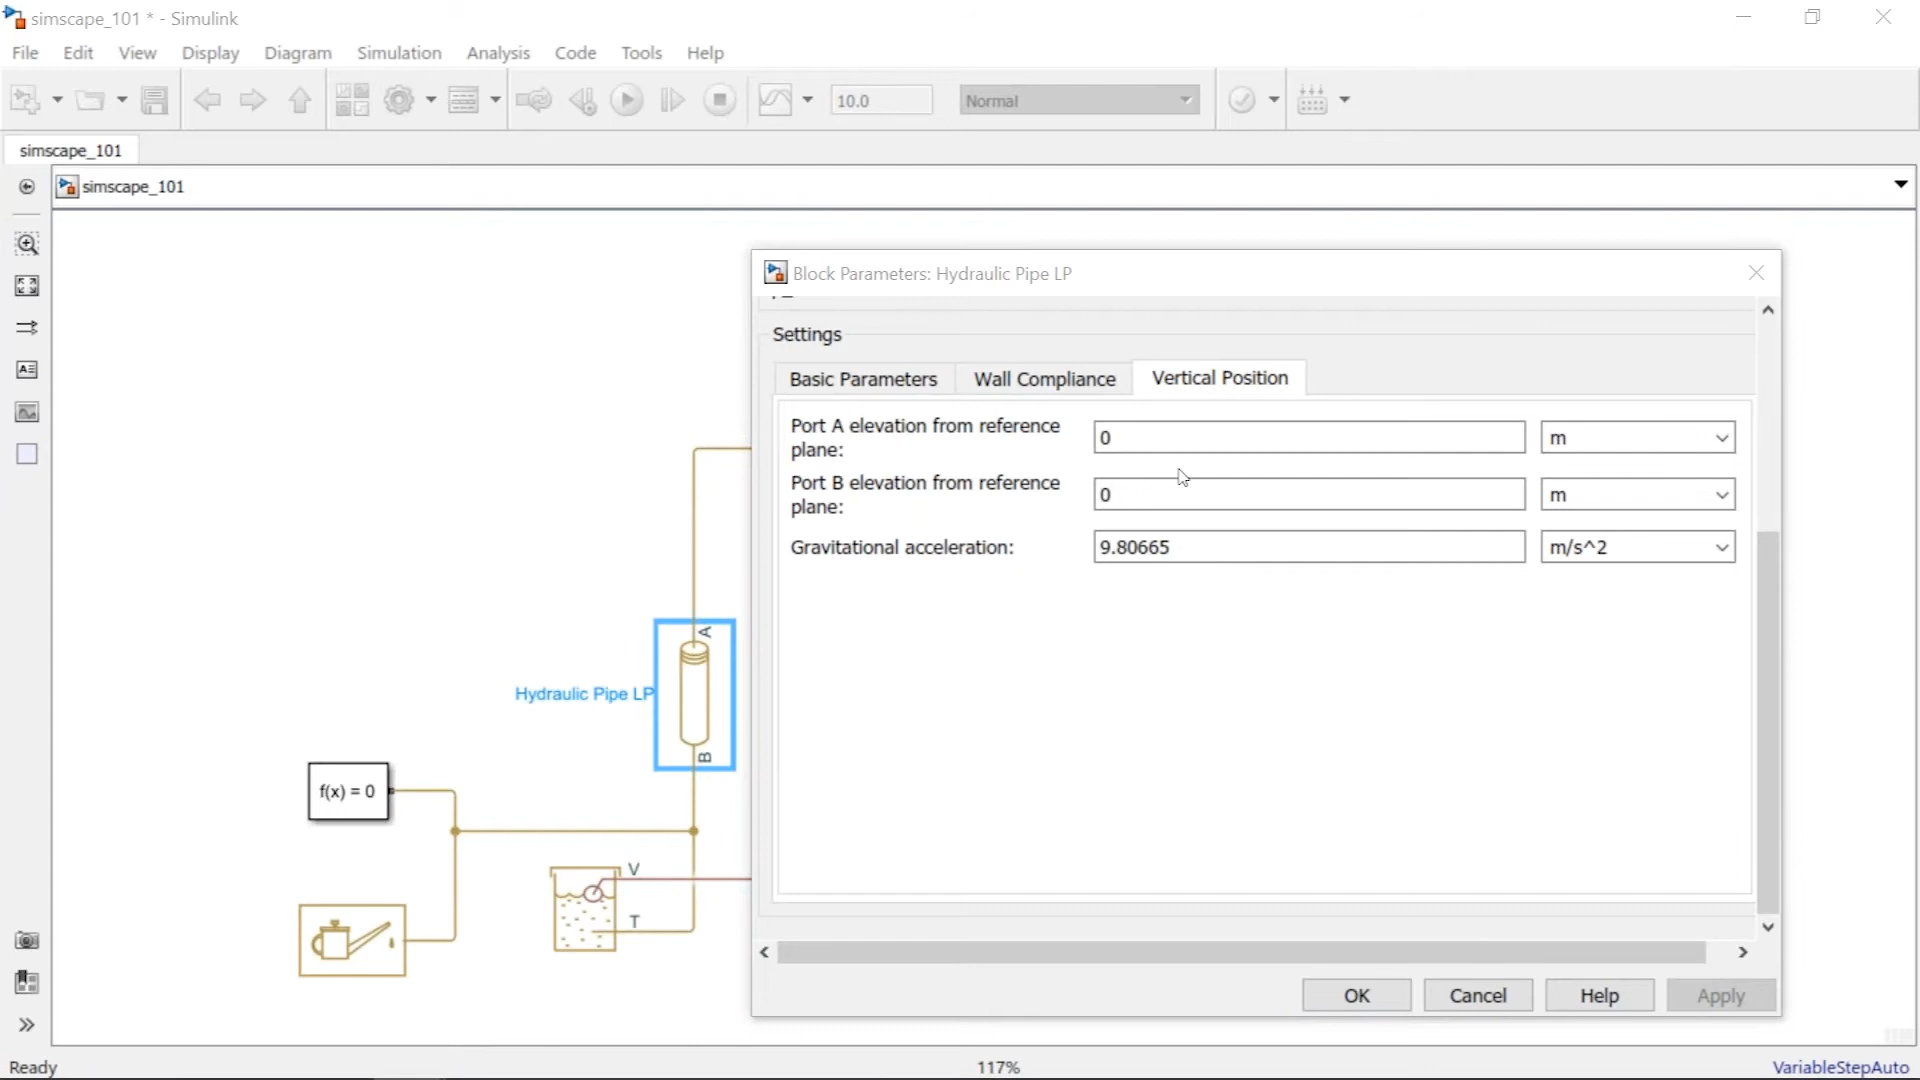 simscape_101 * - Simulink
File Edit View Display Diagram Simulation Analysis Code Tools Help
10.0 Normal
simscape_101
simscape_101
Block Parameters: Hydraulic Pipe LP
Settings
Basic Parameters Wall Compliance Vertical Position
Port A elevation from reference
plane:
0 m
Port B elevation from reference
plane:
0 m
Gravitational acceleration: 9.80665 m/s^2
A
Hydraulic Pipe LP
B
f(x) = 0
V
T
OK Cancel Help Apply
Ready 117% VariableStepAuto